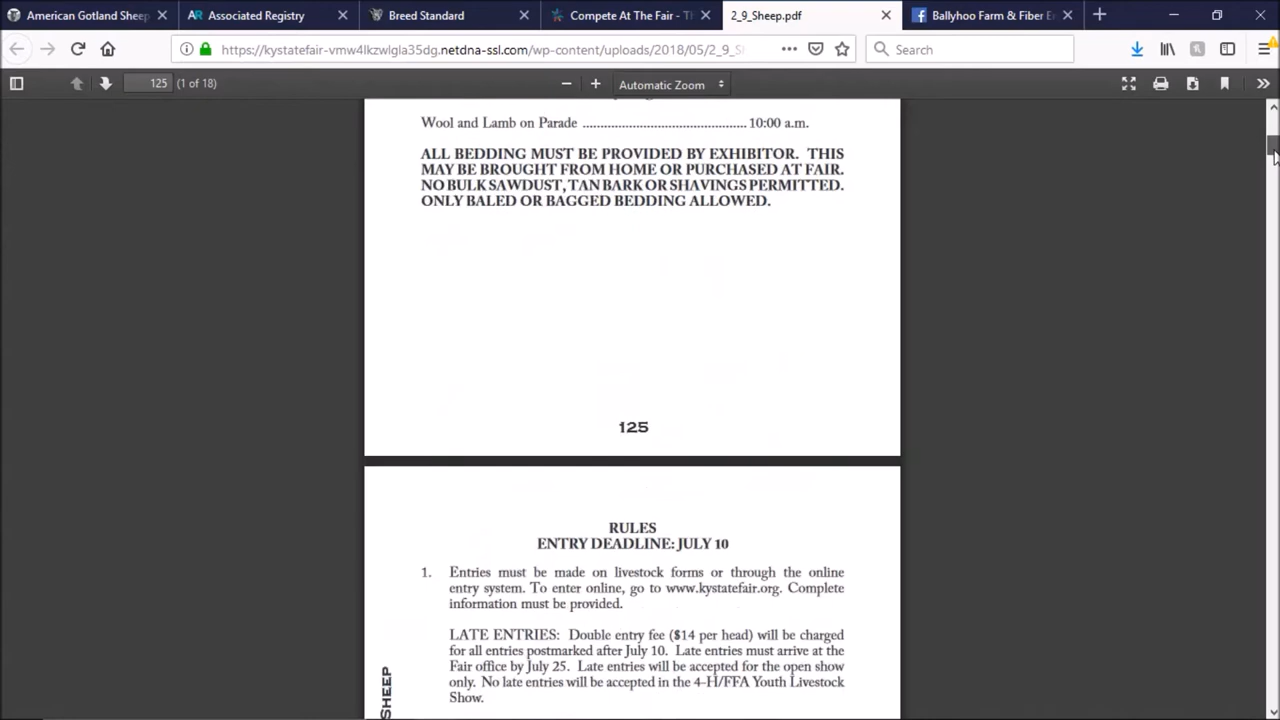 American Gotland Sheep
Associated Registry
Breed Standard
Compete At The Fair - Th
2_9_Sheep.pdf
Ballyhoo Farm & Fiber E
https://kystatefair-vmw4lkzwlgla35dg.netdna-ssl.com/wp-content/uploads/2018/05/2_9_S
Search
125 (1 of 18)
Automatic Zoom
Wool and Lamb on Parade ................................................ 10:00 a.m.
ALL BEDDING MUST BE PROVIDED BY EXHIBITOR. THIS
MAY BE BROUGHT FROM HOME OR PURCHASED AT FAIR.
NO BULK SAWDUST, TAN BARK OR SHAVINGS PERMITTED.
ONLY BALED OR BAGGED BEDDING ALLOWED.
125
RULES
ENTRY DEADLINE: JULY 10
1. Entries must be made on livestock forms or through the online
entry system. To enter online, go to www.kystatefair.org. Complete
information must be provided.
LATE ENTRIES: Double entry fee ($14 per head) will be charged
for all entries postmarked after July 10. Late entries must arrive at the
Fair office by July 25. Late entries will be accepted for the open show
only. No late entries will be accepted in the 4-H/FFA Youth Livestock
Show.
SHEEP